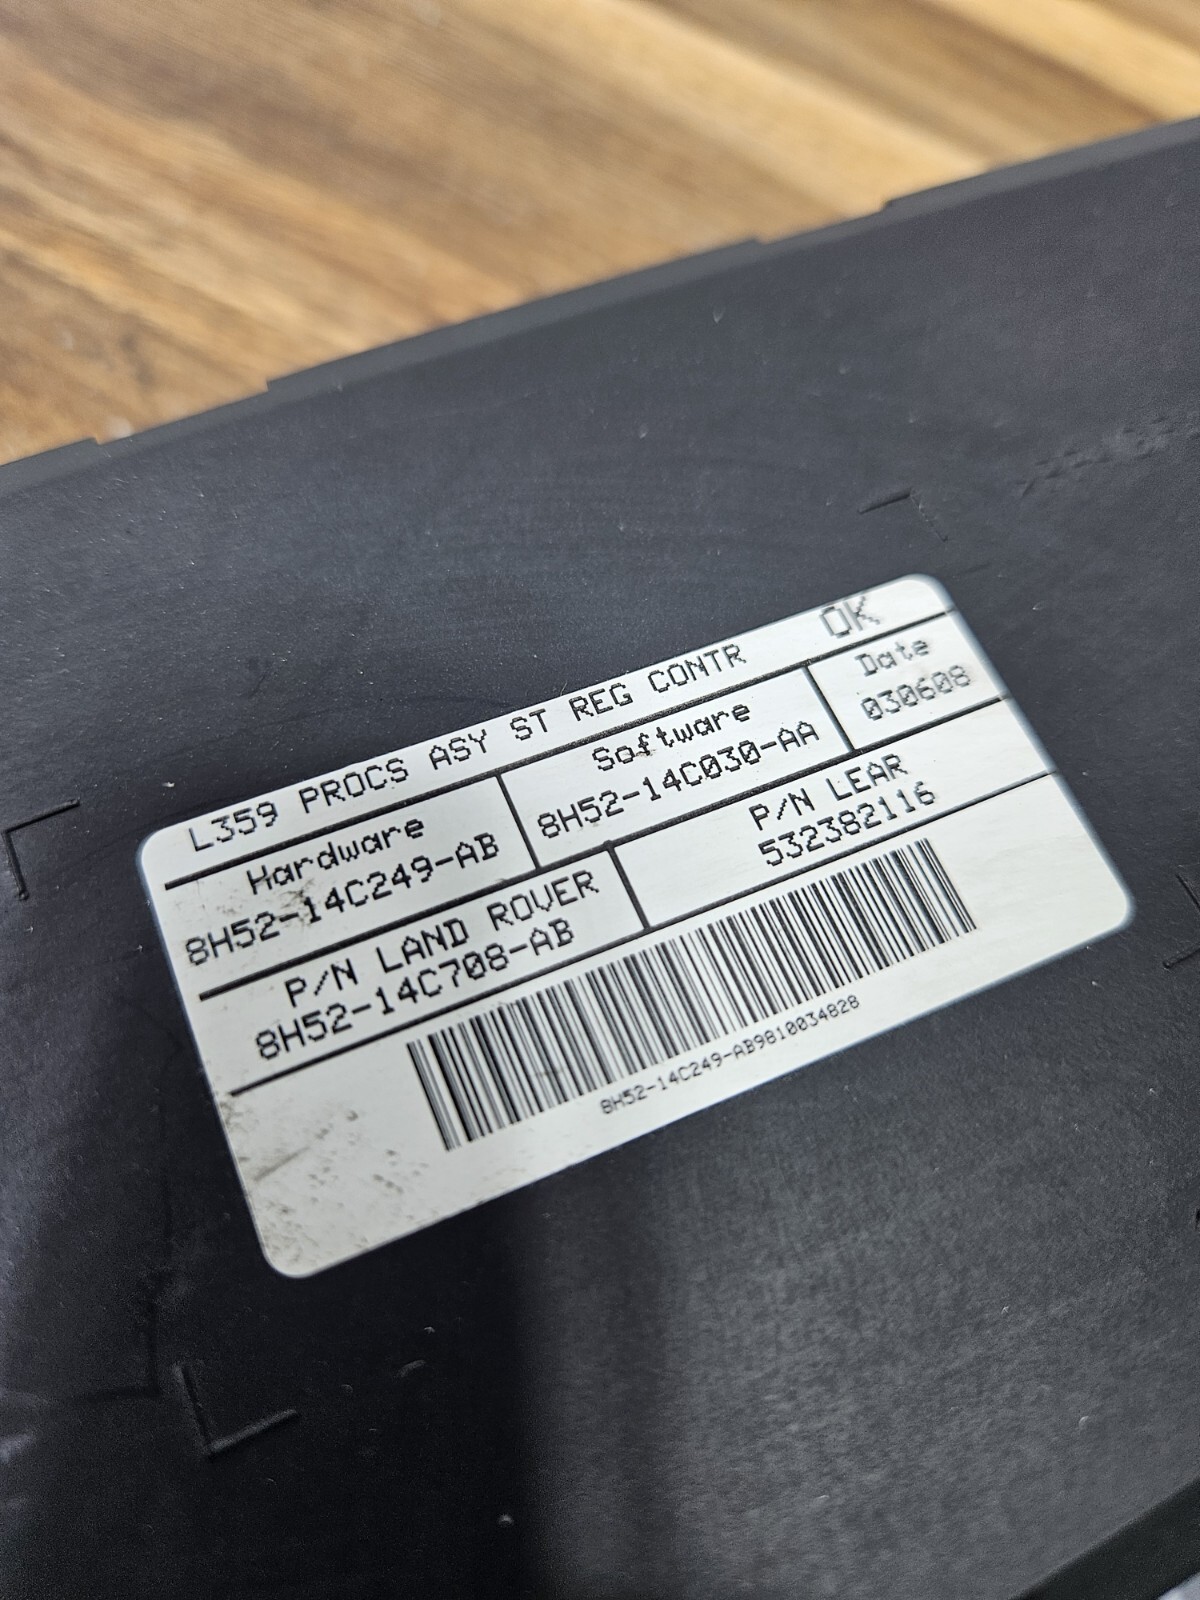 L359 PROCS ASY ST REG CONTR OK
Hardware
8H52-14C249-AB
Software
8H52-14C030-AA
Date
030608
P/N LAND ROVER
8H52-14C708-AB
P/N LEAR
532382116
8H52-14C249-AB9810034828